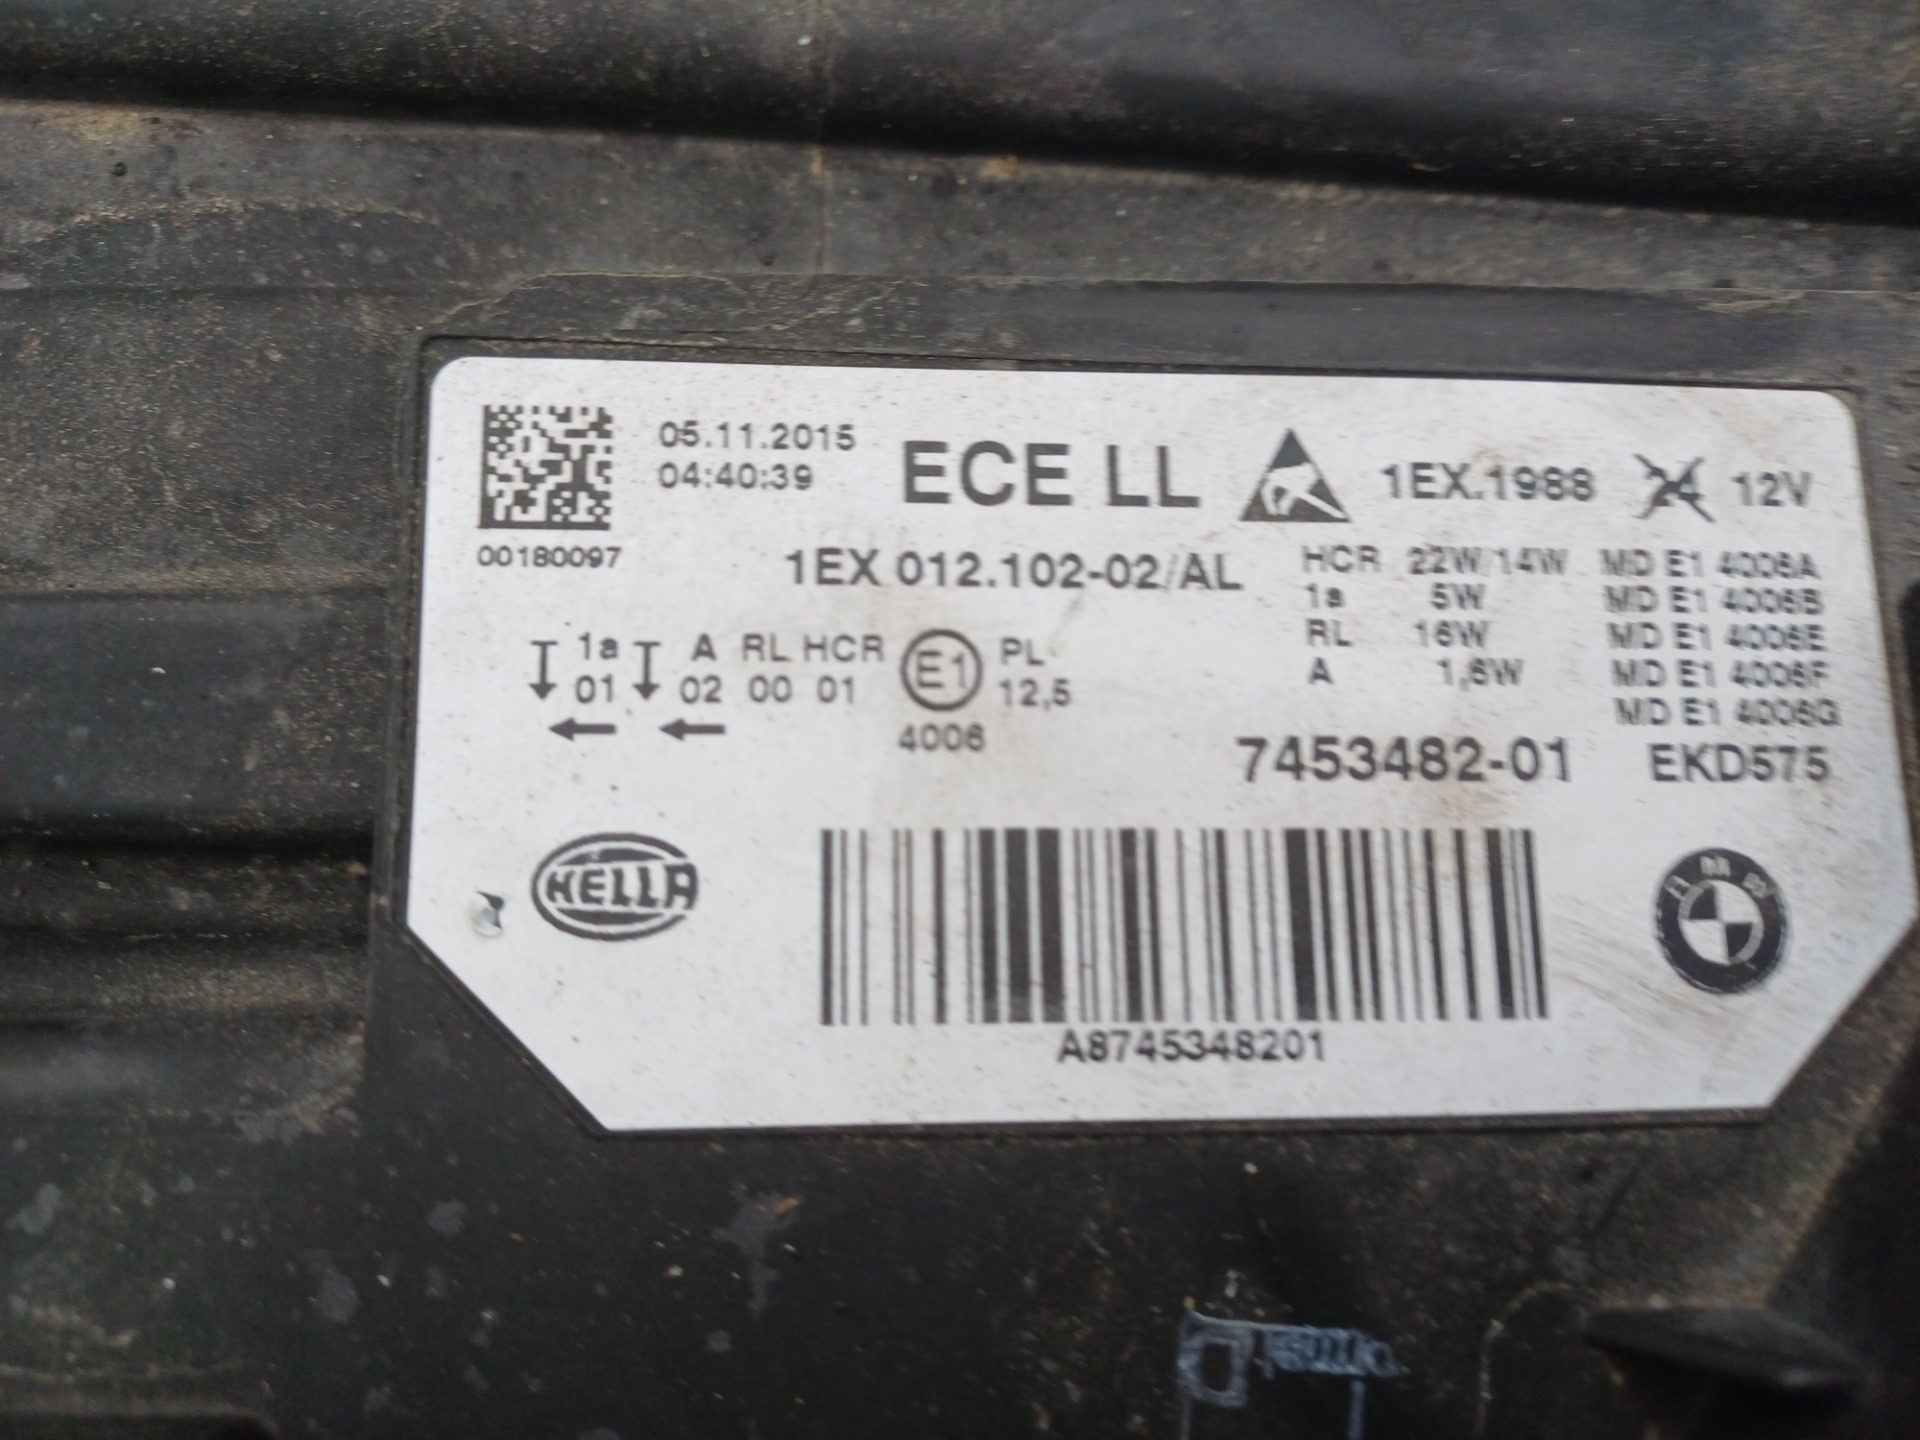 05.11.2015
04:40:39
00180097
ECE LL
1EX.1988
24 12V
1EX 012.102-02/AL
HCR 22W/14W MD E1 4006A
1a 5W MD E1 4006B
RL 16W MD E1 4006E
A 1,6W MD E1 4006F
MD E1 4006G
1a A RL HCR E1 PL
01 02 00 01 12,5
4006
7453482-01 EKD575
HELLA
BMW
A8745348201